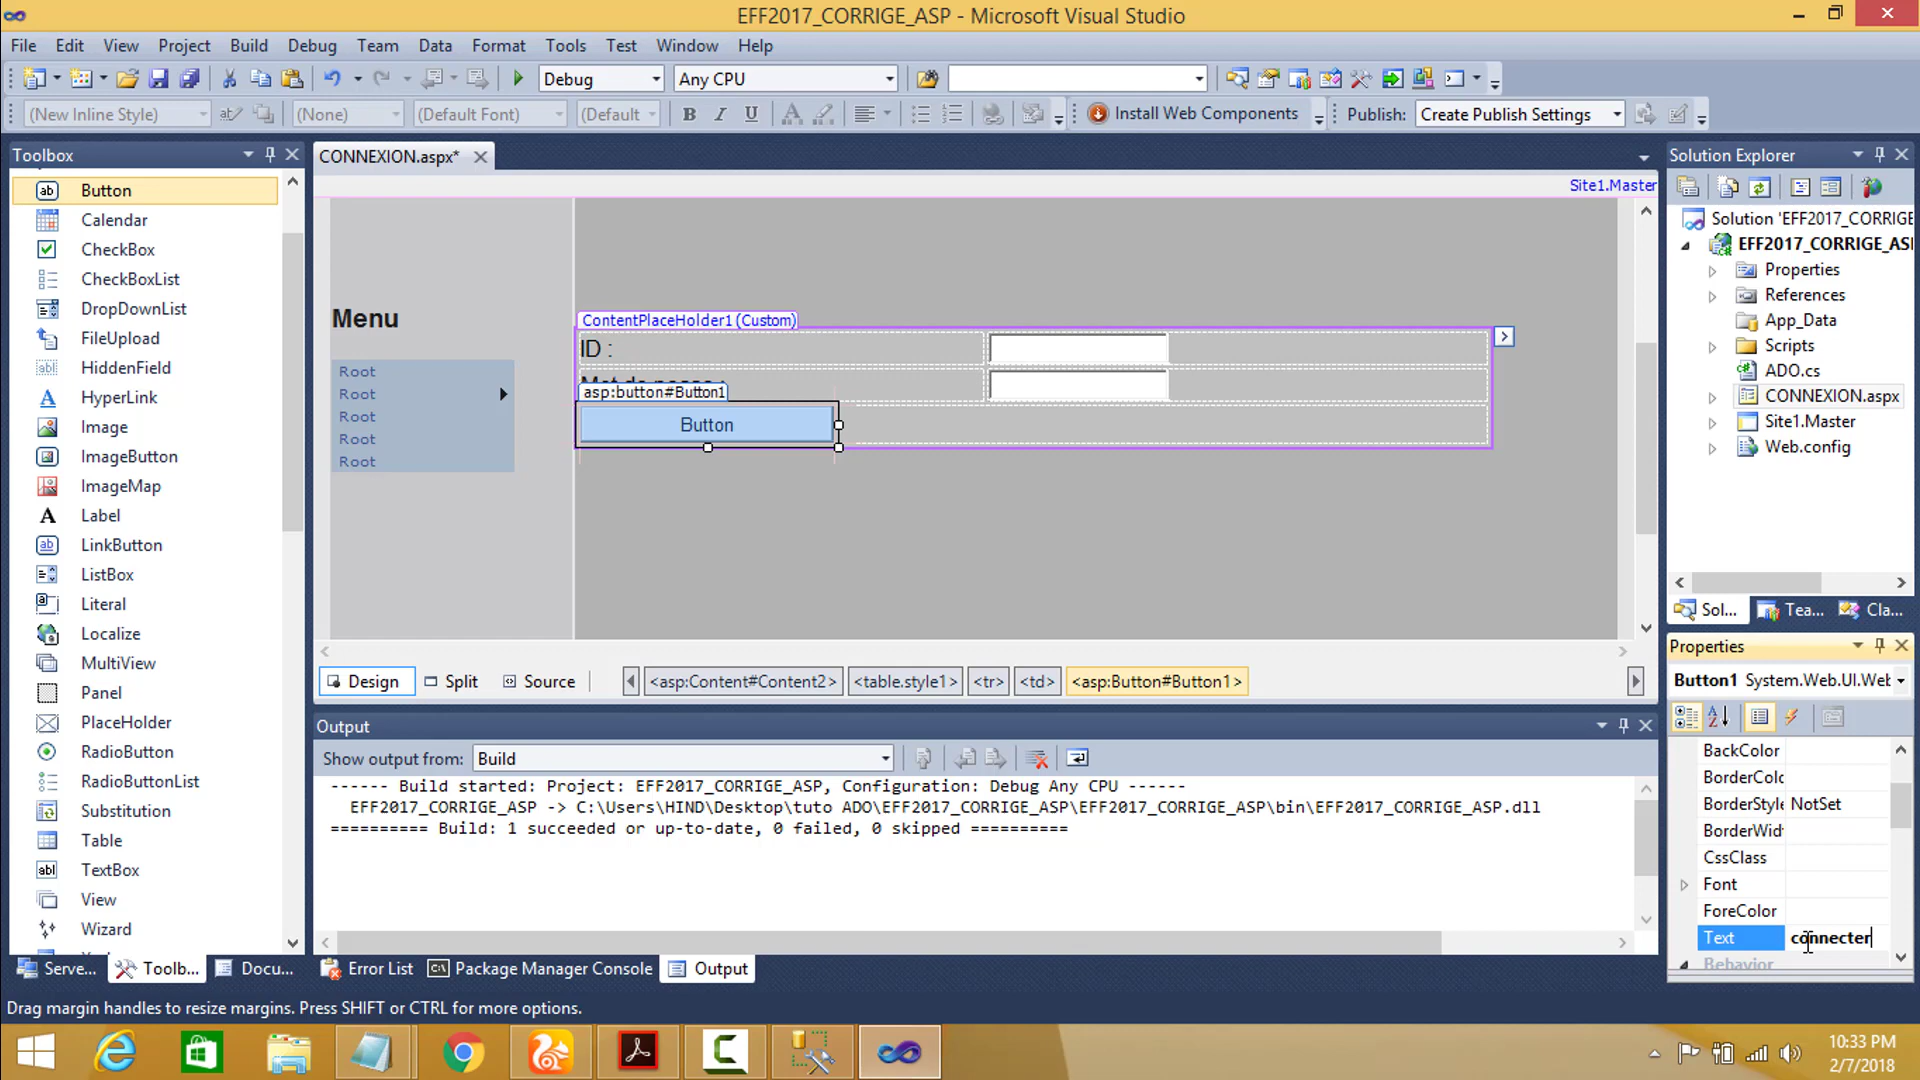 EFF2017_CORRIGE_ASP - Microsoft Visual Studio
File Edit View Project Build Debug Team Data Format Tools Test Window Help
Debug Any CPU
(New Inline Style) (None) (Default Font) (Default B I U A Install Web Components Publish: Create Publish Settings
Toolbox
Button
Calendar
CheckBox
CheckBoxList
DropDownList
FileUpload
HiddenField
HyperLink
Image
ImageButton
ImageMap
Label
LinkButton
ListBox
Literal
Localize
MultiView
Panel
PlaceHolder
RadioButton
RadioButtonList
Substitution
Table
TextBox
View
Wizard
Serve... Toolb... Docu...
CONNEXION.aspx*
Site1.Master
Menu
Root
Root
Root
Root
Root
ContentPlaceHolder1 (Custom)
ID :
asp:button#Button1
Button
Design Split Source <asp:Content#Content2> <table.style1> <tr> <td> <asp:Button#Button1>
Output
Show output from: Build
------ Build started: Project: EFF2017_CORRIGE_ASP, Configuration: Debug Any CPU ------
EFF2017_CORRIGE_ASP -> C:\Users\HIND\Desktop\tuto ADO\EFF2017_CORRIGE_ASP\EFF2017_CORRIGE_ASP\bin\EFF2017_CORRIGE_ASP.dll
========== Build: 1 succeeded or up-to-date, 0 failed, 0 skipped ==========
Error List Package Manager Console Output
Solution Explorer
Solution 'EFF2017_CORRIGE
EFF2017_CORRIGE_AS
Properties
References
App_Data
Scripts
ADO.cs
CONNEXION.aspx
Site1.Master
Web.config
Sol... Tea... Cla...
Properties
Button1 System.Web.UI.Web
BackColor
BorderColc
BorderStyle NotSet
BorderWidt
CssClass
Font
ForeColor
Text connecter
Behavior
Drag margin handles to resize margins. Press SHIFT or CTRL for more options.
10:33 PM
2/7/2018